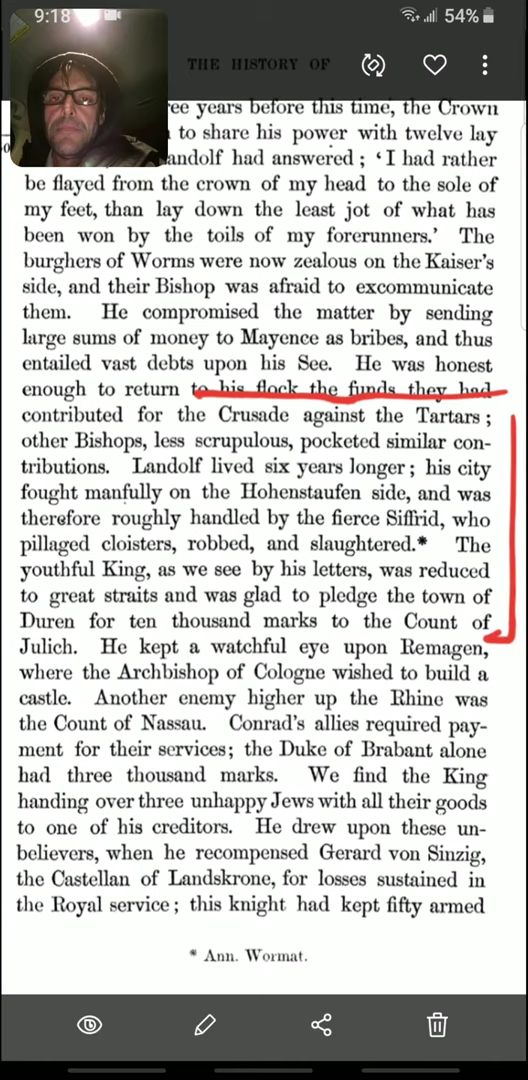 9:18
54%
THE HISTORY OF
ree years before this time, the Crown
to share his power with twelve lay
andolf had answered ; ‘I had rather
be flayed from the crown of my head to the sole of
my feet, than lay down the least jot of what has
been won by the toils of my forerunners.’ The
burghers of Worms were now zealous on the Kaiser’s
side, and their Bishop was afraid to excommunicate
them. He compromised the matter by sending
large sums of money to Mayence as bribes, and thus
entailed vast debts upon his See. He was honest
enough to return to his flock the funds they had
contributed for the Crusade against the Tartars ;
other Bishops, less scrupulous, pocketed similar con-
tributions. Landolf lived six years longer ; his city
fought manfully on the Hohenstaufen side, and was
therefore roughly handled by the fierce Siffrid, who
pillaged cloisters, robbed, and slaughtered.* The
youthful King, as we see by his letters, was reduced
to great straits and was glad to pledge the town of
Duren for ten thousand marks to the Count of
Julich. He kept a watchful eye upon Remagen,
where the Archbishop of Cologne wished to build a
castle. Another enemy higher up the Rhine was
the Count of Nassau. Conrad’s allies required pay-
ment for their services; the Duke of Brabant alone
had three thousand marks. We find the King
handing over three unhappy Jews with all their goods
to one of his creditors. He drew upon these un-
believers, when he recompensed Gerard von Sinzig,
the Castellan of Landskrone, for losses sustained in
the Royal service ; this knight had kept fifty armed
* Ann. Wormat.